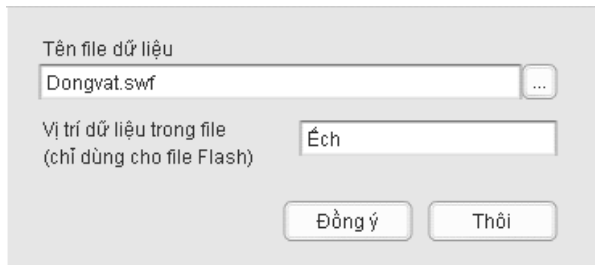 Tên file dữ liệu
Dongvat.swf
...
Vị trí dữ liệu trong file
(chỉ dùng cho file Flash)
Ếch
Đồng ý
Thôi